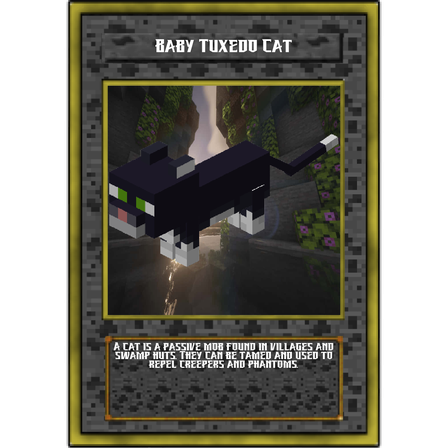 Baby Tuxedo Cat
A cat is a passive mob found in villages and
swamp huts. They can be tamed and used to
repel creepers and phantoms.